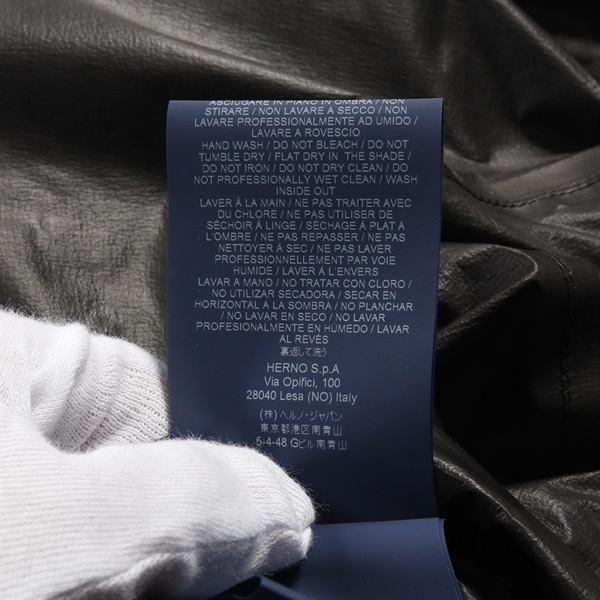 ASCIUGARE IN PIANO IN OMBRA / NON
STIRARE / NON LAVARE A SECCO / NON
LAVARE PROFESSIONALMENTE AD UMIDO /
LAVARE A ROVESCIO
HAND WASH / DO NOT BLEACH / DO NOT
TUMBLE DRY / FLAT DRY IN THE SHADE /
DO NOT IRON / DO NOT DRY CLEAN / DO
NOT PROFESSIONALLY WET CLEAN / WASH
INSIDE OUT
LAVER À LA MAIN / NE PAS TRAITER AVEC
DU CHLORE / NE PAS UTILISER DE
SÉCHOIR À LINGE / SÉCHAGE À PLAT À
L'OMBRE / NE PAS REPASSER / NE PAS
NETTOYER À SEC / NE PAS LAVER
PROFESSIONNELLEMENT PAR VOIE
HUMIDE / LAVER À L'ENVERS
LAVAR A MANO / NO TRATAR CON CLORO /
NO UTILIZAR SECADORA / SECAR EN
HORIZONTAL A LA SOMBRA / NO PLANCHAR
/ NO LAVAR EN SECO / NO LAVAR
PROFESIONALMENTE EN HÚMEDO / LAVAR
AL REVÉS
裏返して洗う
HERNO S.p.A
Via Opifici, 100
28040 Lesa (NO) Italy
(株)ヘルノ・ジャパン
東京都港区南青山
5-4-48 Gビル南青山